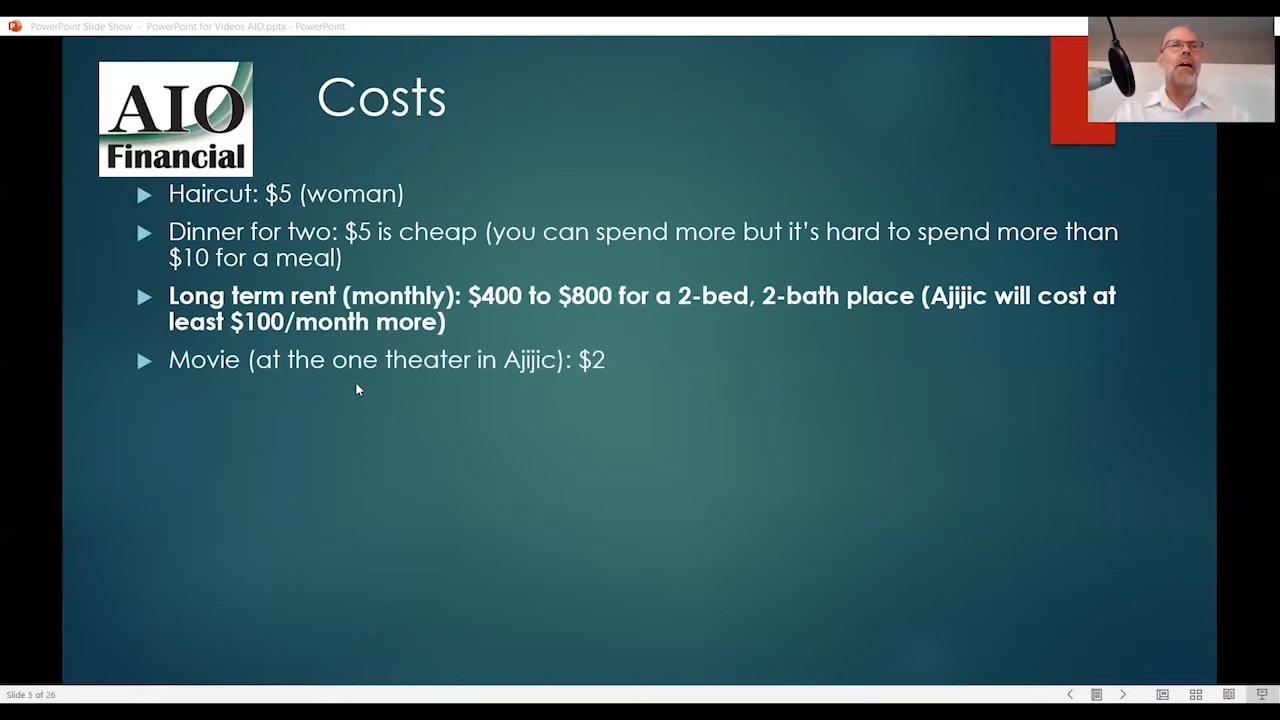 PowerPoint Slide Show - PowerPoint for Videos AIO.pptx - PowerPoint
AIO
Financial
Costs
Haircut: $5 (woman)
Dinner for two: $5 is cheap (you can spend more but it's hard to spend more than
$10 for a meal)
Long term rent (monthly): $400 to $800 for a 2-bed, 2-bath place (Ajijic will cost at
least $100/month more)
Movie (at the one theater in Ajijic): $2
Slide 5 of 26